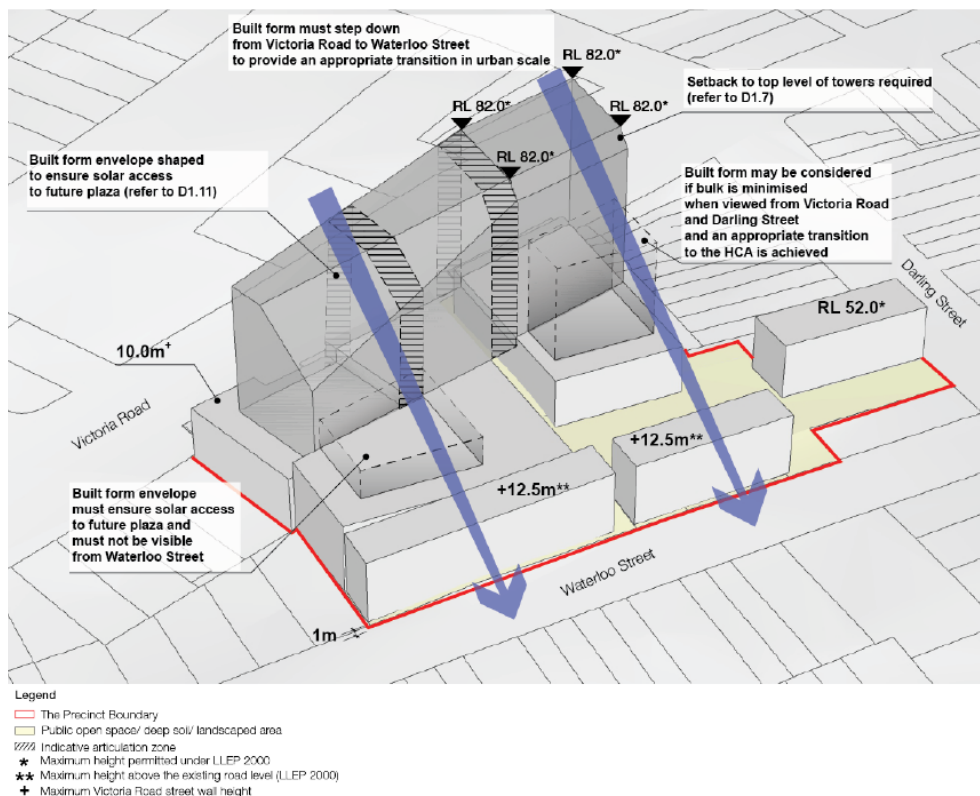 Built form must step down
from Victoria Road to Waterloo Street
to provide an appropriate transition in urban scale
RL 82.0*
Setback to top level of towers required
(refer to D1.7)
RL 82.0*
RL 82.0*
RL 82.0*
Built form envelope shaped
to ensure solar access
to future plaza (refer to D1.11)
Built form may be considered
if bulk is minimised
when viewed from Victoria Road
and Darling Street
and an appropriate transition
to the HCA is achieved
Darling Street
RL 52.0*
10.0m+
Victoria Road
+12.5m**
+12.5m**
Built form envelope
must ensure solar access
to future plaza and
must not be visible
from Waterloo Street
Waterloo Street
1m
Legend
The Precinct Boundary
Public open space/ deep soil/ landscaped area
Indicative articulation zone
* Maximum height permitted under LLEP 2000
** Maximum height above the existing road level (LLEP 2000)
+ Maximum Victoria Road street wall height